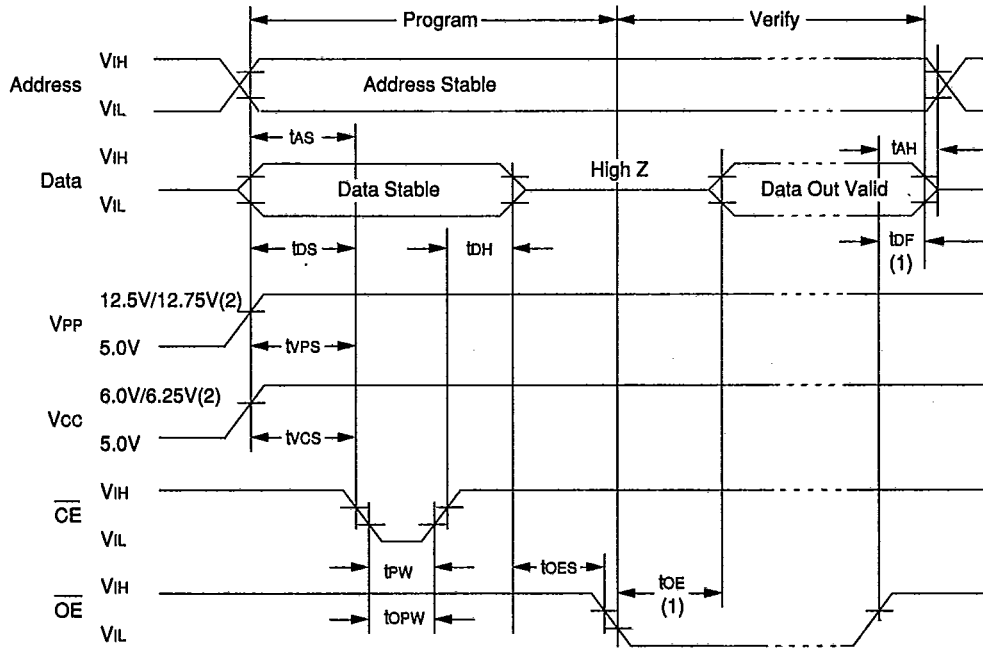 Program
Verify
Address
VIH
VIL
Address Stable
tAS
tAH
Data
VIH
VIL
Data Stable
High Z
Data Out Valid
tDS
tDH
tDF
(1)
VPP
12.5V/12.75V(2)
5.0V
tVPS
VCC
6.0V/6.25V(2)
5.0V
tVCS
CE
VIH
VIL
tPW
tOES
tOE
(1)
OE
VIH
VIL
tOPW